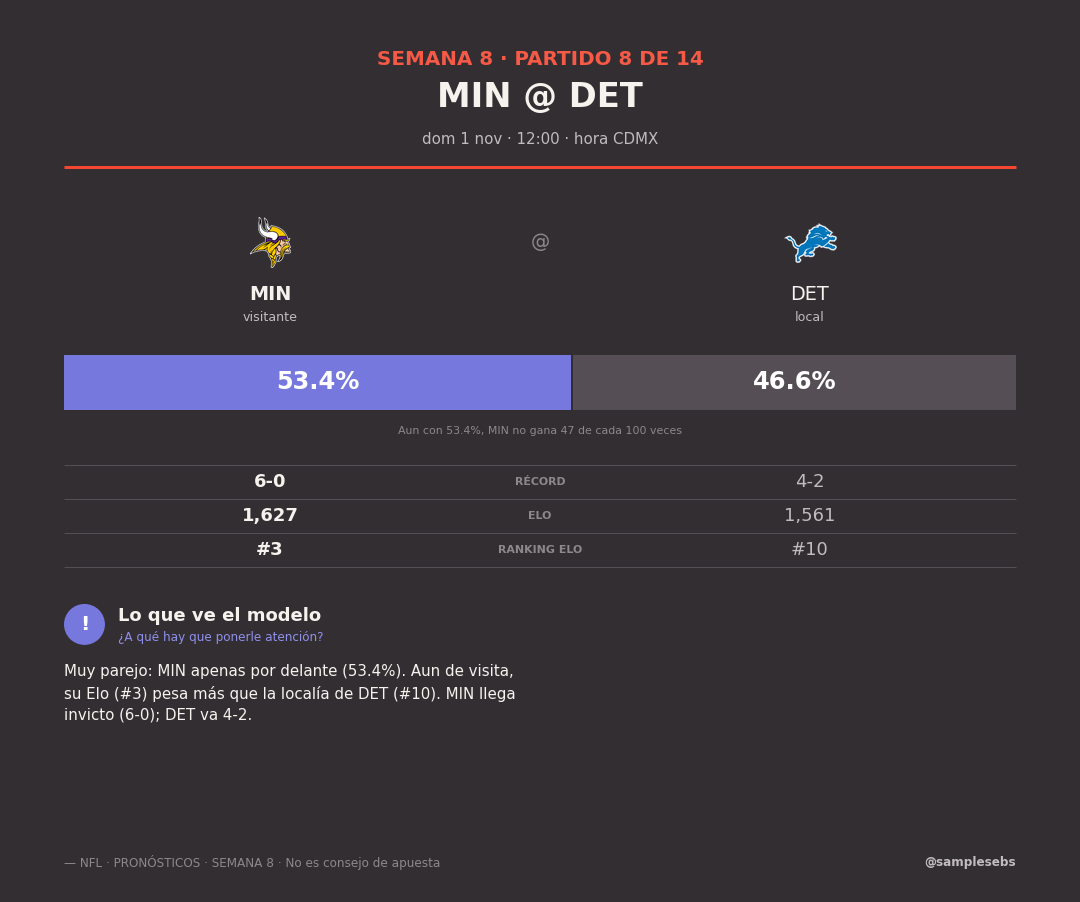 SEMANA 8 · PARTIDO 8 DE 14
MIN @ DET
dom 1 nov · 12:00 · hora CDMX
@
MIN
DET
visitante
local
53.4%
46.6%
Aun con 53.4%, MIN no gana 47 de cada 100 veces
6-0 RÉCORD 4-2
1,627 ELO 1,561
#3 RANKING ELO #10
!
Lo que ve el modelo
¿A qué hay que ponerle atención?
Muy parejo: MIN apenas por delante (53.4%). Aun de visita,
su Elo (#3) pesa más que la localía de DET (#10). MIN llega
invicto (6-0); DET va 4-2.
— NFL · PRONÓSTICOS · SEMANA 8 · No es consejo de apuesta
@samplesebs